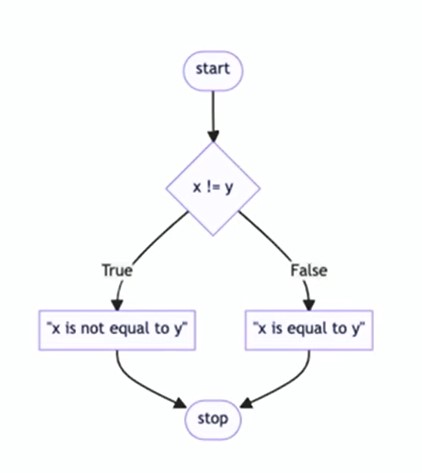 start
x != y
True
False
"x is not equal to y"
"x is equal to y"
stop